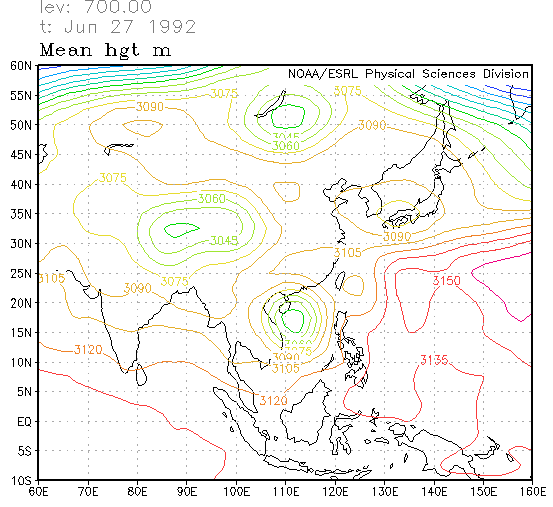 lev: 700.00
t: Jun 27 1992
Mean hgt m
NOAA/ESRL Physical Sciences Division
60N
55N
50N
45N
40N
35N
30N
25N
20N
15N
10N
5N
EQ
5S
10S
3090
3075
3075
3090
3045
3060
3075
3060
3045
3075
3090
3105
3105
3090
3150
3120
3090
3105
3120
3135
60E
70E
80E
90E
100E
110E
120E
130E
140E
150E
160E